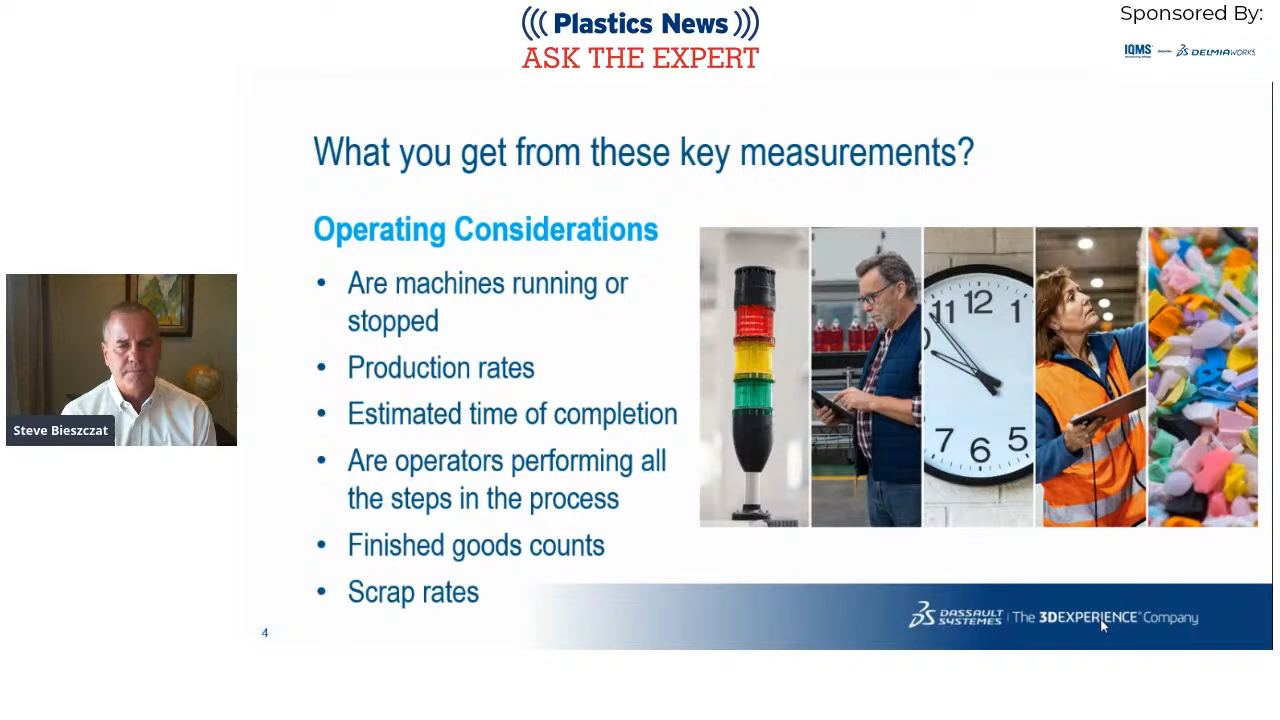 Plastics News
ASK THE EXPERT
Sponsored By:
IQMS
DELMIAWORKS
What you get from these key measurements?
Operating Considerations
• Are machines running or
stopped
• Production rates
• Estimated time of completion
• Are operators performing all
the steps in the process
• Finished goods counts
• Scrap rates
11 12 1
7 6 5
Steve Bieszczat
4
DASSAULT
SYSTEMES | The 3DEXPERIENCE® Company